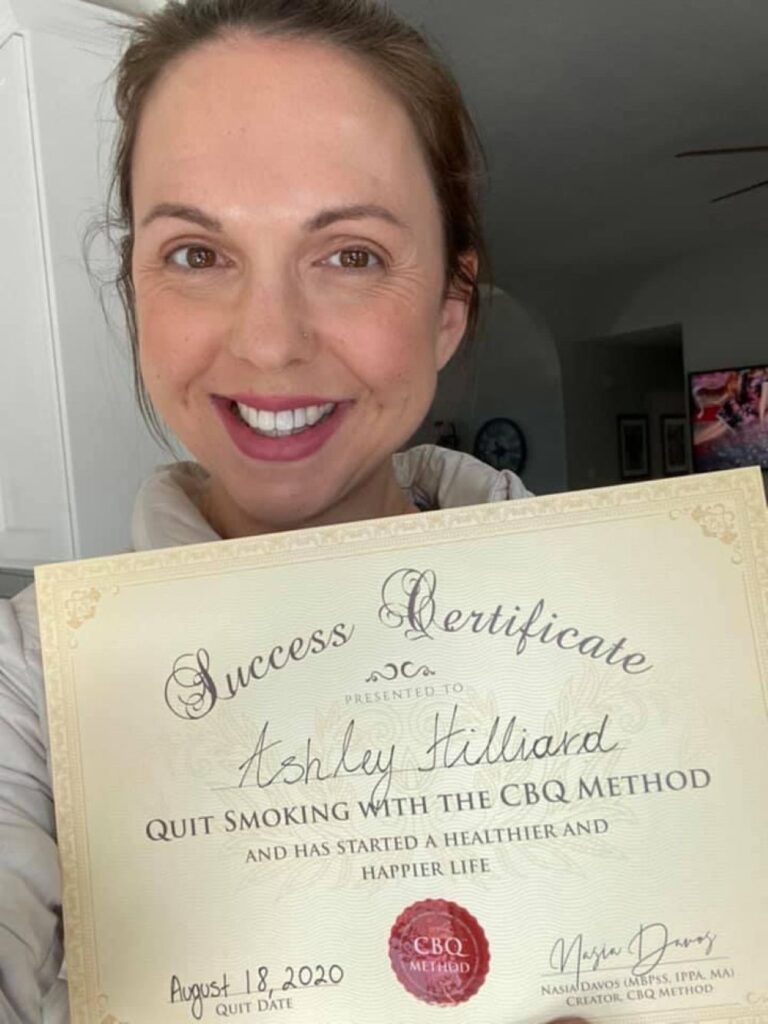 Success Certificate
PRESENTED TO
Ashley Hilliard
QUIT SMOKING WITH THE CBQ METHOD
AND HAS STARTED A HEALTHIER AND
HAPPIER LIFE
August 18, 2020
QUIT DATE
CBQ
METHOD
Nasia Davos
NASIA DAVOS (MBPSS, IPPA, MA)
CREATOR, CBQ METHOD